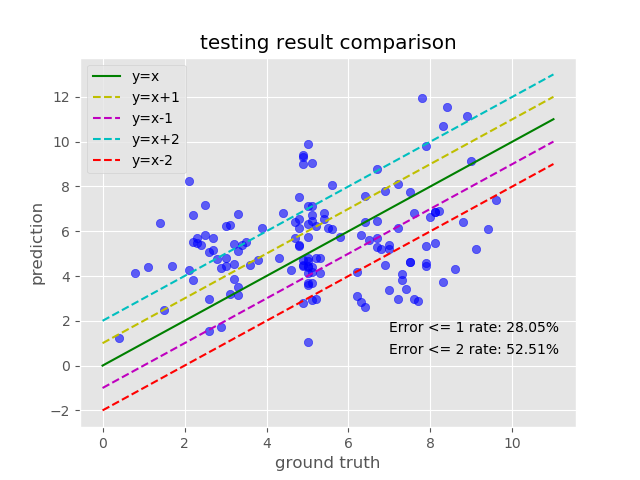 testing result comparison
y=x
y=x+1
y=x-1
y=x+2
y=x-2
12
10
8
6
4
2
0
−2
prediction
Error <= 1 rate: 28.05%
Error <= 2 rate: 52.51%
0 2 4 6 8 10
ground truth